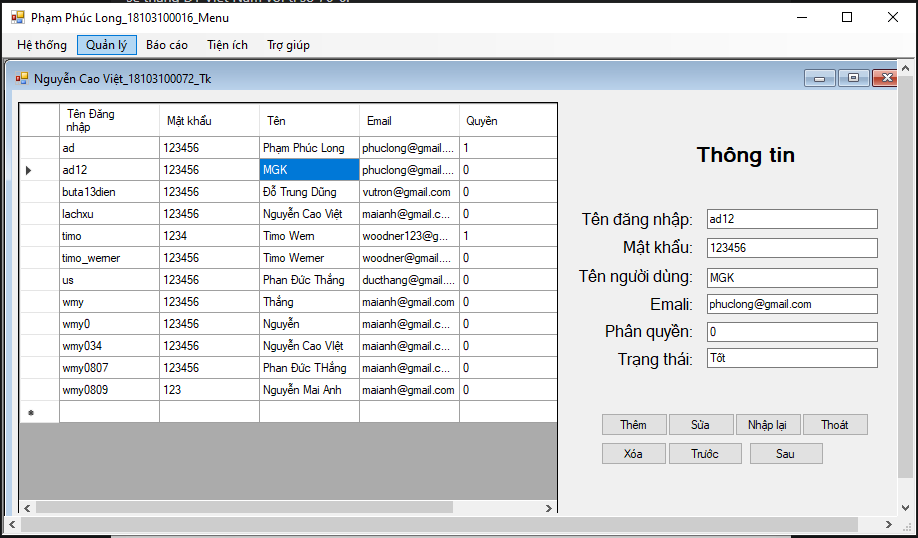 Phạm Phúc Long_18103100016_Menu
Hệ thống Quản lý Báo cáo Tiện ích Trợ giúp
Nguyễn Cao Việt_18103100072_Tk
Tên Đăng nhập Mật khẩu Tên Email Quyền
ad 123456 Phạm Phúc Long phuclong@gmail.... 1
ad12 123456 MGK phuclong@gmail.... 0
buta13dien 123456 Đỗ Trung Dũng vutron@gmail.com 0
lachxu 123456 Nguyễn Cao Việt maianh@gmail.c... 0
timo 1234 Timo Wern woodner123@g... 1
timo_werner 123456 Timo Werner woodner@gmail.... 0
us 123456 Phan Đức Thắng ducthang@gmail.... 0
wmy 123456 Thắng maianh@gmail.com 0
wmy0 123456 Nguyễn maianh@gmail.c... 0
wmy034 123456 Nguyễn Cao VIệt maianh@gmail.c... 0
wmy0807 123456 Phan Đức THắng maianh@gmail.c... 0
wmy0809 123 Nguyễn Mai Anh maianh@gmail.com 0
Thông tin
Tên đăng nhập: ad12
Mật khẩu: 123456
Tên người dùng: MGK
Emali: phuclong@gmail.com
Phân quyền: 0
Trạng thái: Tốt
Thêm Sửa Nhập lại Thoát
Xóa Trước Sau